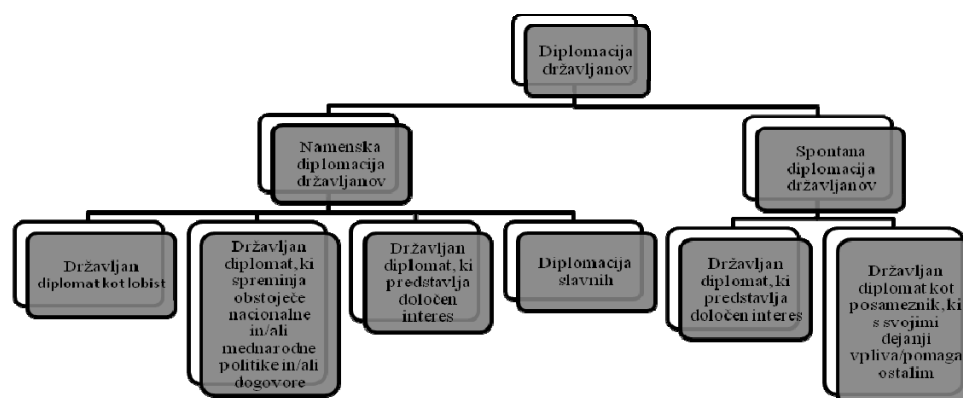 Diplomacija
državljanov
Namenska
diplomacija
državljanov
Spontana
diplomacija
državljanov
Državljan
diplomat kot lobist
Državljan
diplomat, ki
spreminja
obstoječe
nacionalne
in/ali
mednarodne
politike in/ali
dogovore
Državljan
diplomat, ki
predstavlja
določen
interes
Diplomacija
slavnih
Državljan
diplomat, ki
predstavlja
določen interes
Državljan
diplomat kot
posameznik, ki
s svojimi
dejanji
vpliva/pomaga
ostalim